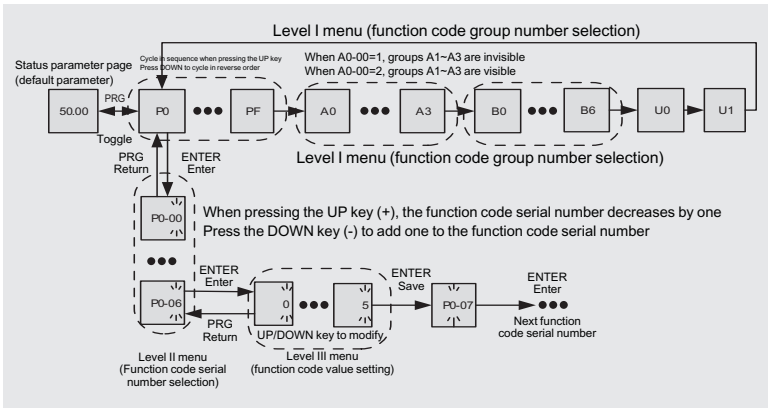 Level I menu (function code group number selection)
Cycle in sequence when pressing the UP key
Press DOWN to cycle in reverse order
When A0-00=1, groups A1~A3 are invisible
When A0-00=2, groups A1~A3 are visible
Status parameter page
(default parameter)
50.00
PRG
Toggle
P0
PF
A0
A3
B0
B6
U0
U1
Level I menu (function code group number selection)
PRG
Return
ENTER
Enter
P0-00
When pressing the UP key (+), the function code serial number decreases by one
Press the DOWN key (-) to add one to the function code serial number
P0-06
ENTER
Enter
PRG
Return
0
5
UP/DOWN key to modify
ENTER
Save
P0-07
ENTER
Enter
Next function
code serial number
Level II menu
(Function code serial
number selection)
Level III menu
(function code value setting)